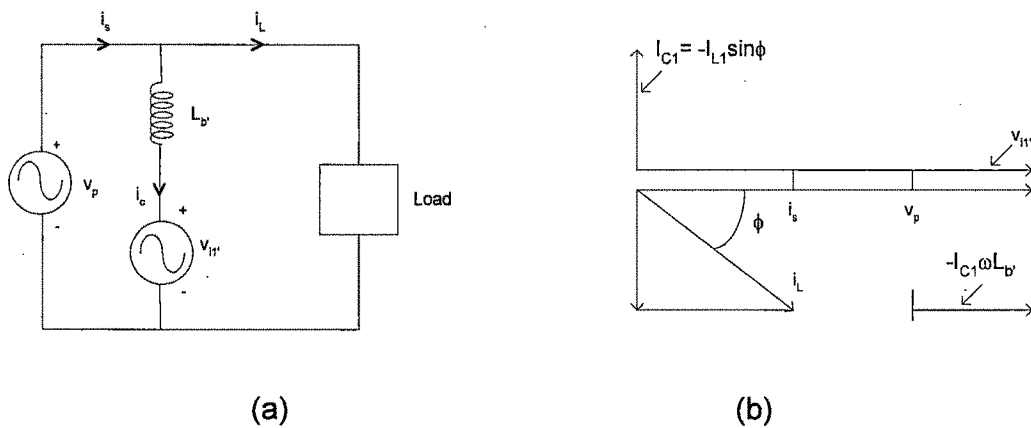 i_s
i_L
L_b'
+
v_p
-
i_c
+
v_i1'
-
Load
(a)
I_C1 = -I_L1 sinϕ
v_i1'
i_s
v_p
ϕ
i_L
-I_C1 ωL_b'
(b)